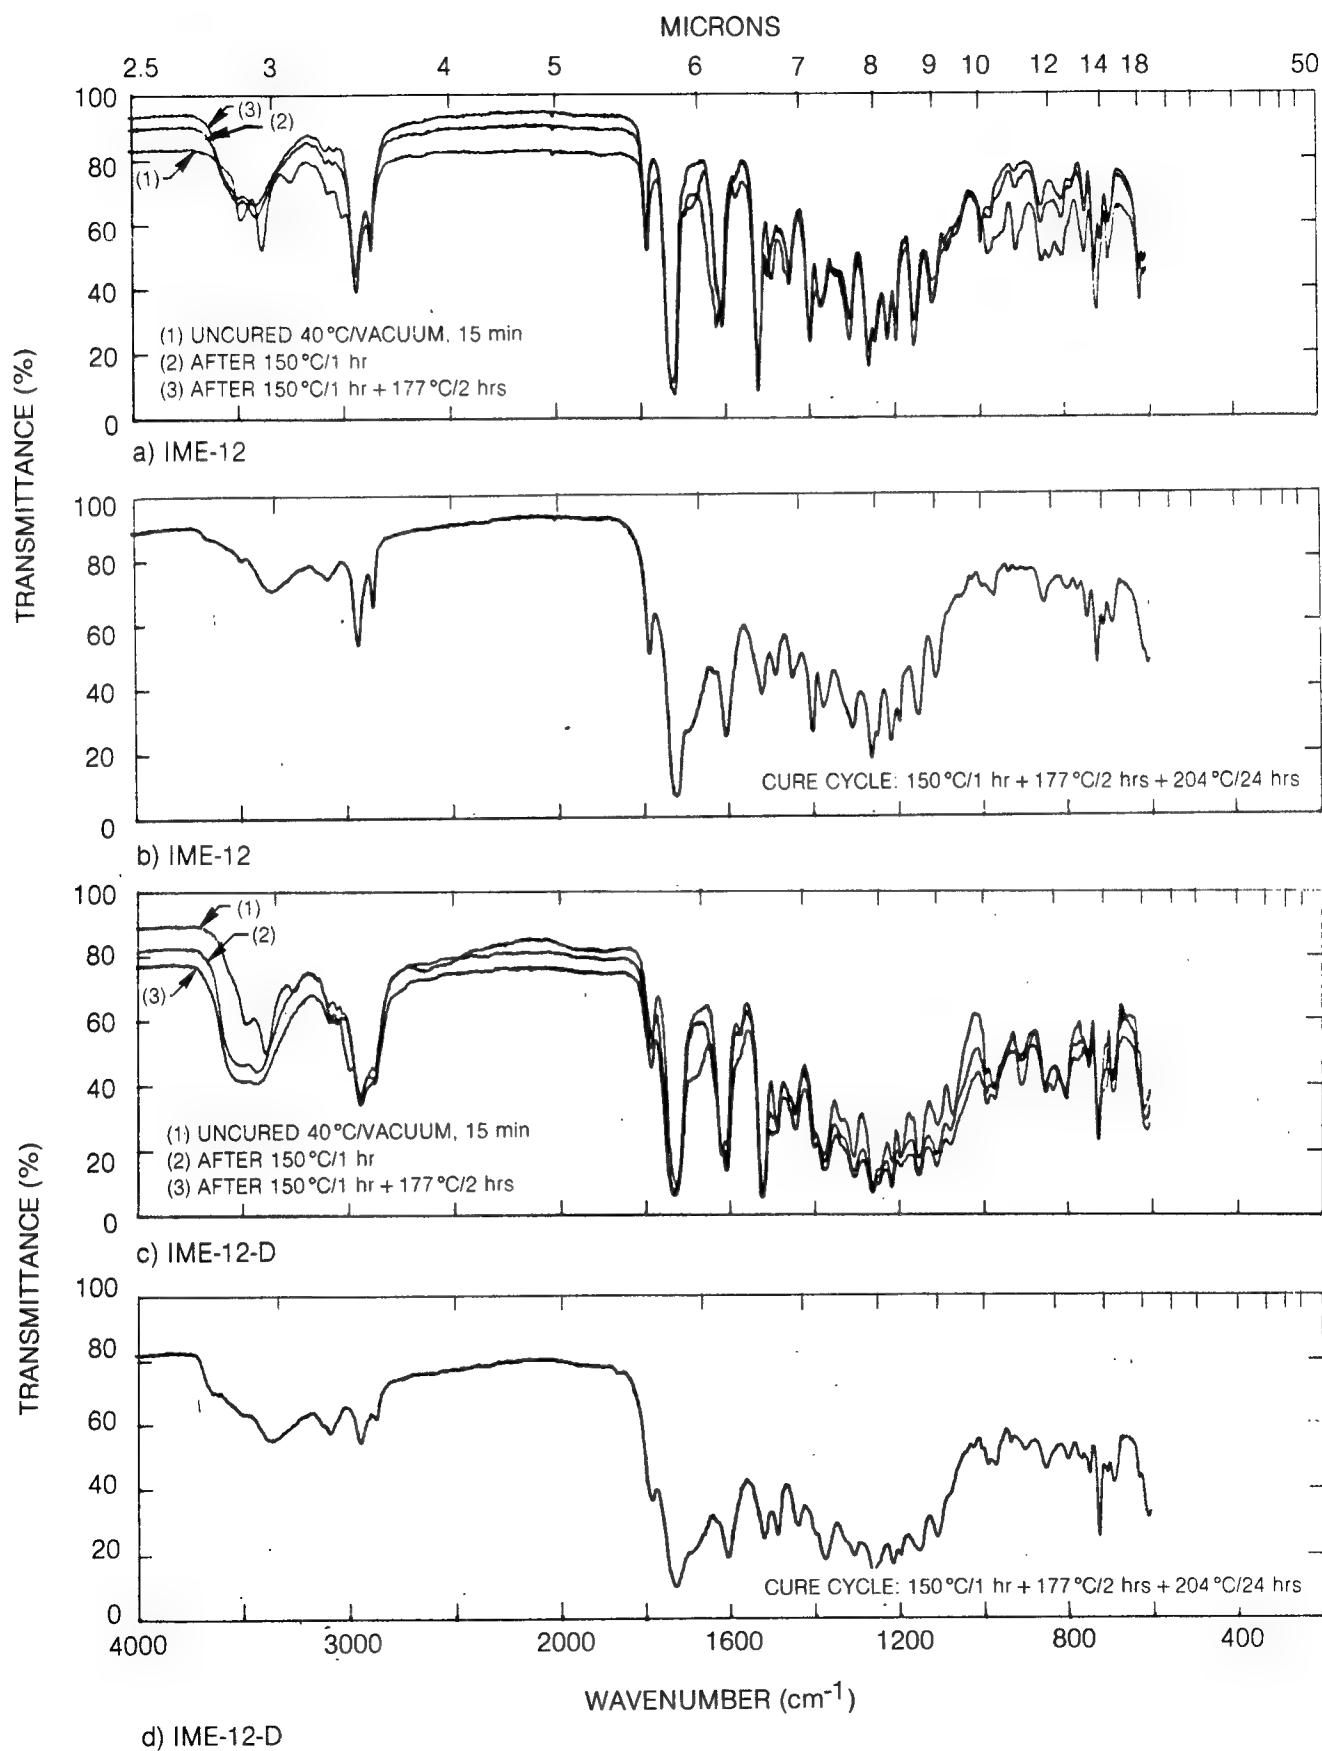 MICRONS
2.5 3 4 5 6 7 8 9 10 12 14 18 50
100
80
60
40
20
0
(3)
(2)
(1)
(1) UNCURED 40°C/VACUUM, 15 min
(2) AFTER 150°C/1 hr
(3) AFTER 150°C/1 hr + 177°C/2 hrs
a) IME-12
TRANSMITTANCE (%)
100
80
60
40
20
0
CURE CYCLE: 150°C/1 hr + 177°C/2 hrs + 204°C/24 hrs
b) IME-12
100
80
60
40
20
0
(1)
(2)
(3)
(1) UNCURED 40°C/VACUUM, 15 min
(2) AFTER 150°C/1 hr
(3) AFTER 150°C/1 hr + 177°C/2 hrs
c) IME-12-D
TRANSMITTANCE (%)
100
80
60
40
20
0
CURE CYCLE: 150°C/1 hr + 177°C/2 hrs + 204°C/24 hrs
4000 3000 2000 1600 1200 800 400
WAVENUMBER (cm-1)
d) IME-12-D